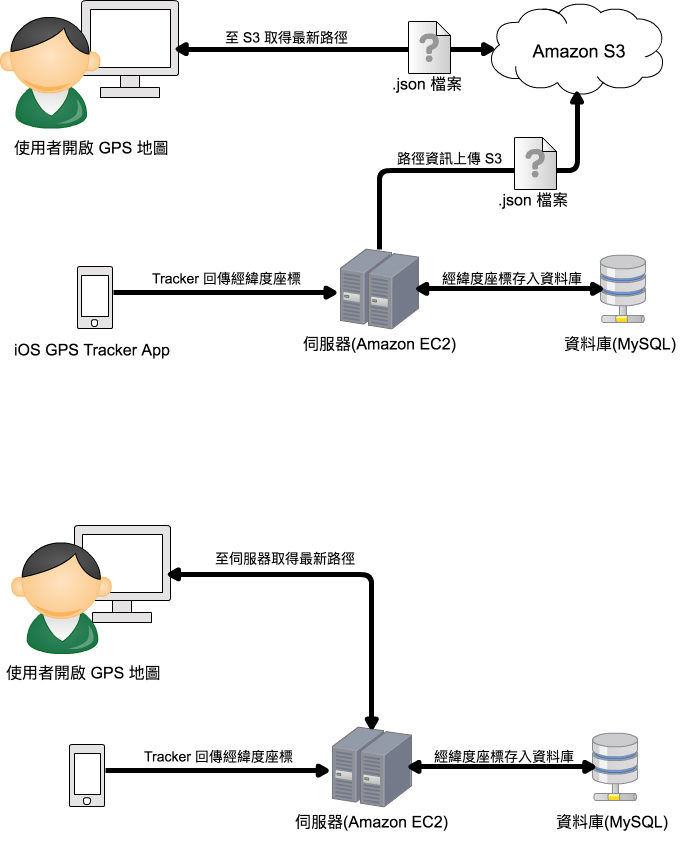 至 S3 取得最新路徑
Amazon S3
.json 檔案
使用者開啟 GPS 地圖
路徑資訊上傳 S3
.json 檔案
Tracker 回傳經緯度座標
經緯度座標存入資料庫
iOS GPS Tracker App
伺服器(Amazon EC2)
資料庫(MySQL)
至伺服器取得最新路徑
使用者開啟 GPS 地圖
Tracker 回傳經緯度座標
經緯度座標存入資料庫
伺服器(Amazon EC2)
資料庫(MySQL)